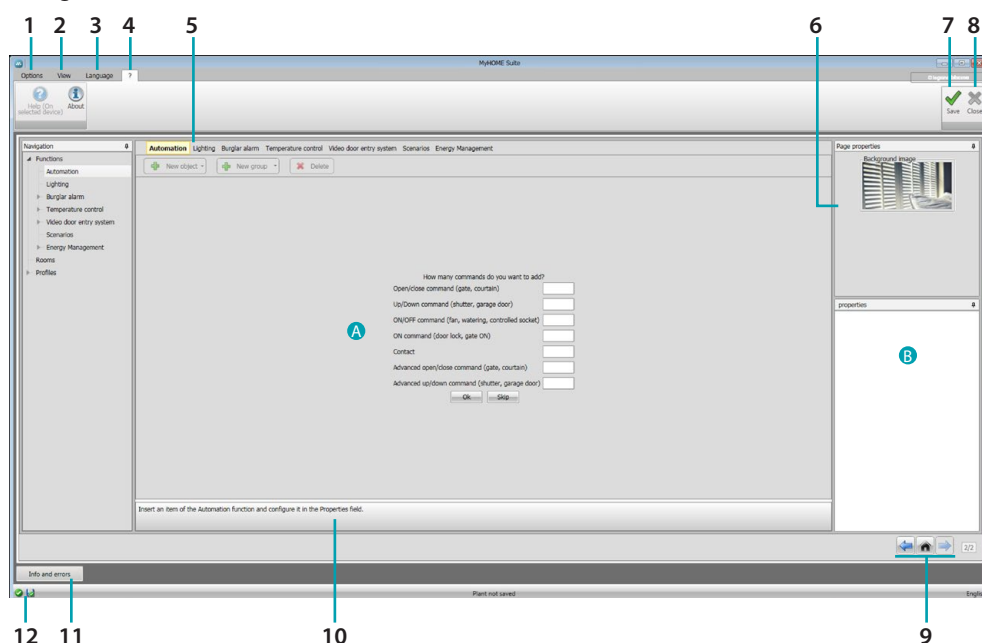 1 2 3 4 5 6 7 8
MyHOME Suite
Options View Language ?
Help (On selected device)
About
Save Close
Navigation
Functions
Automation
Lighting
Burglar alarm
Temperature control
Video door entry system
Scenarios
Energy Management
Rooms
Profiles
Automation Lighting Burglar alarm Temperature control Video door entry system Scenarios Energy Management
New object New group Delete
How many commands do you want to add?
Open/close command (gate, courtain)
Up/Down command (shutter, garage door)
ON/OFF command (fan, watering, controlled socket)
ON command (door lock, gate ON)
Contact
Advanced open/close command (gate, courtain)
Advanced up/down command (shutter, garage door)
Ok Skip
A
Insert an item of the Automation function and configure it in the Properties field.
Page properties
Background image
properties
B
2/2
Info and errors
Plant not saved
Englis
12 11 10 9